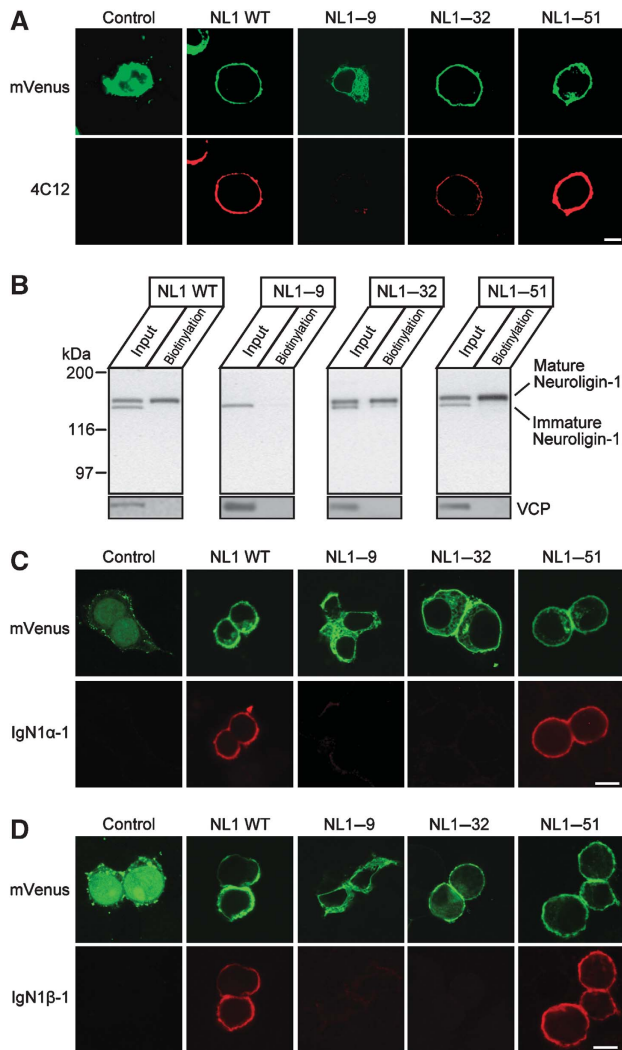 A
Control NL1 WT NL1–9 NL1–32 NL1–51
mVenus
4C12
B
NL1 WT NL1–9 NL1–32 NL1–51
Input Biotinylation Input Biotinylation Input Biotinylation Input Biotinylation
kDa
200
116
97
Mature
Neuroligin-1
Immature
Neuroligin-1
VCP
C
Control NL1 WT NL1–9 NL1–32 NL1–51
mVenus
IgN1α-1
D
Control NL1 WT NL1–9 NL1–32 NL1–51
mVenus
IgN1β-1